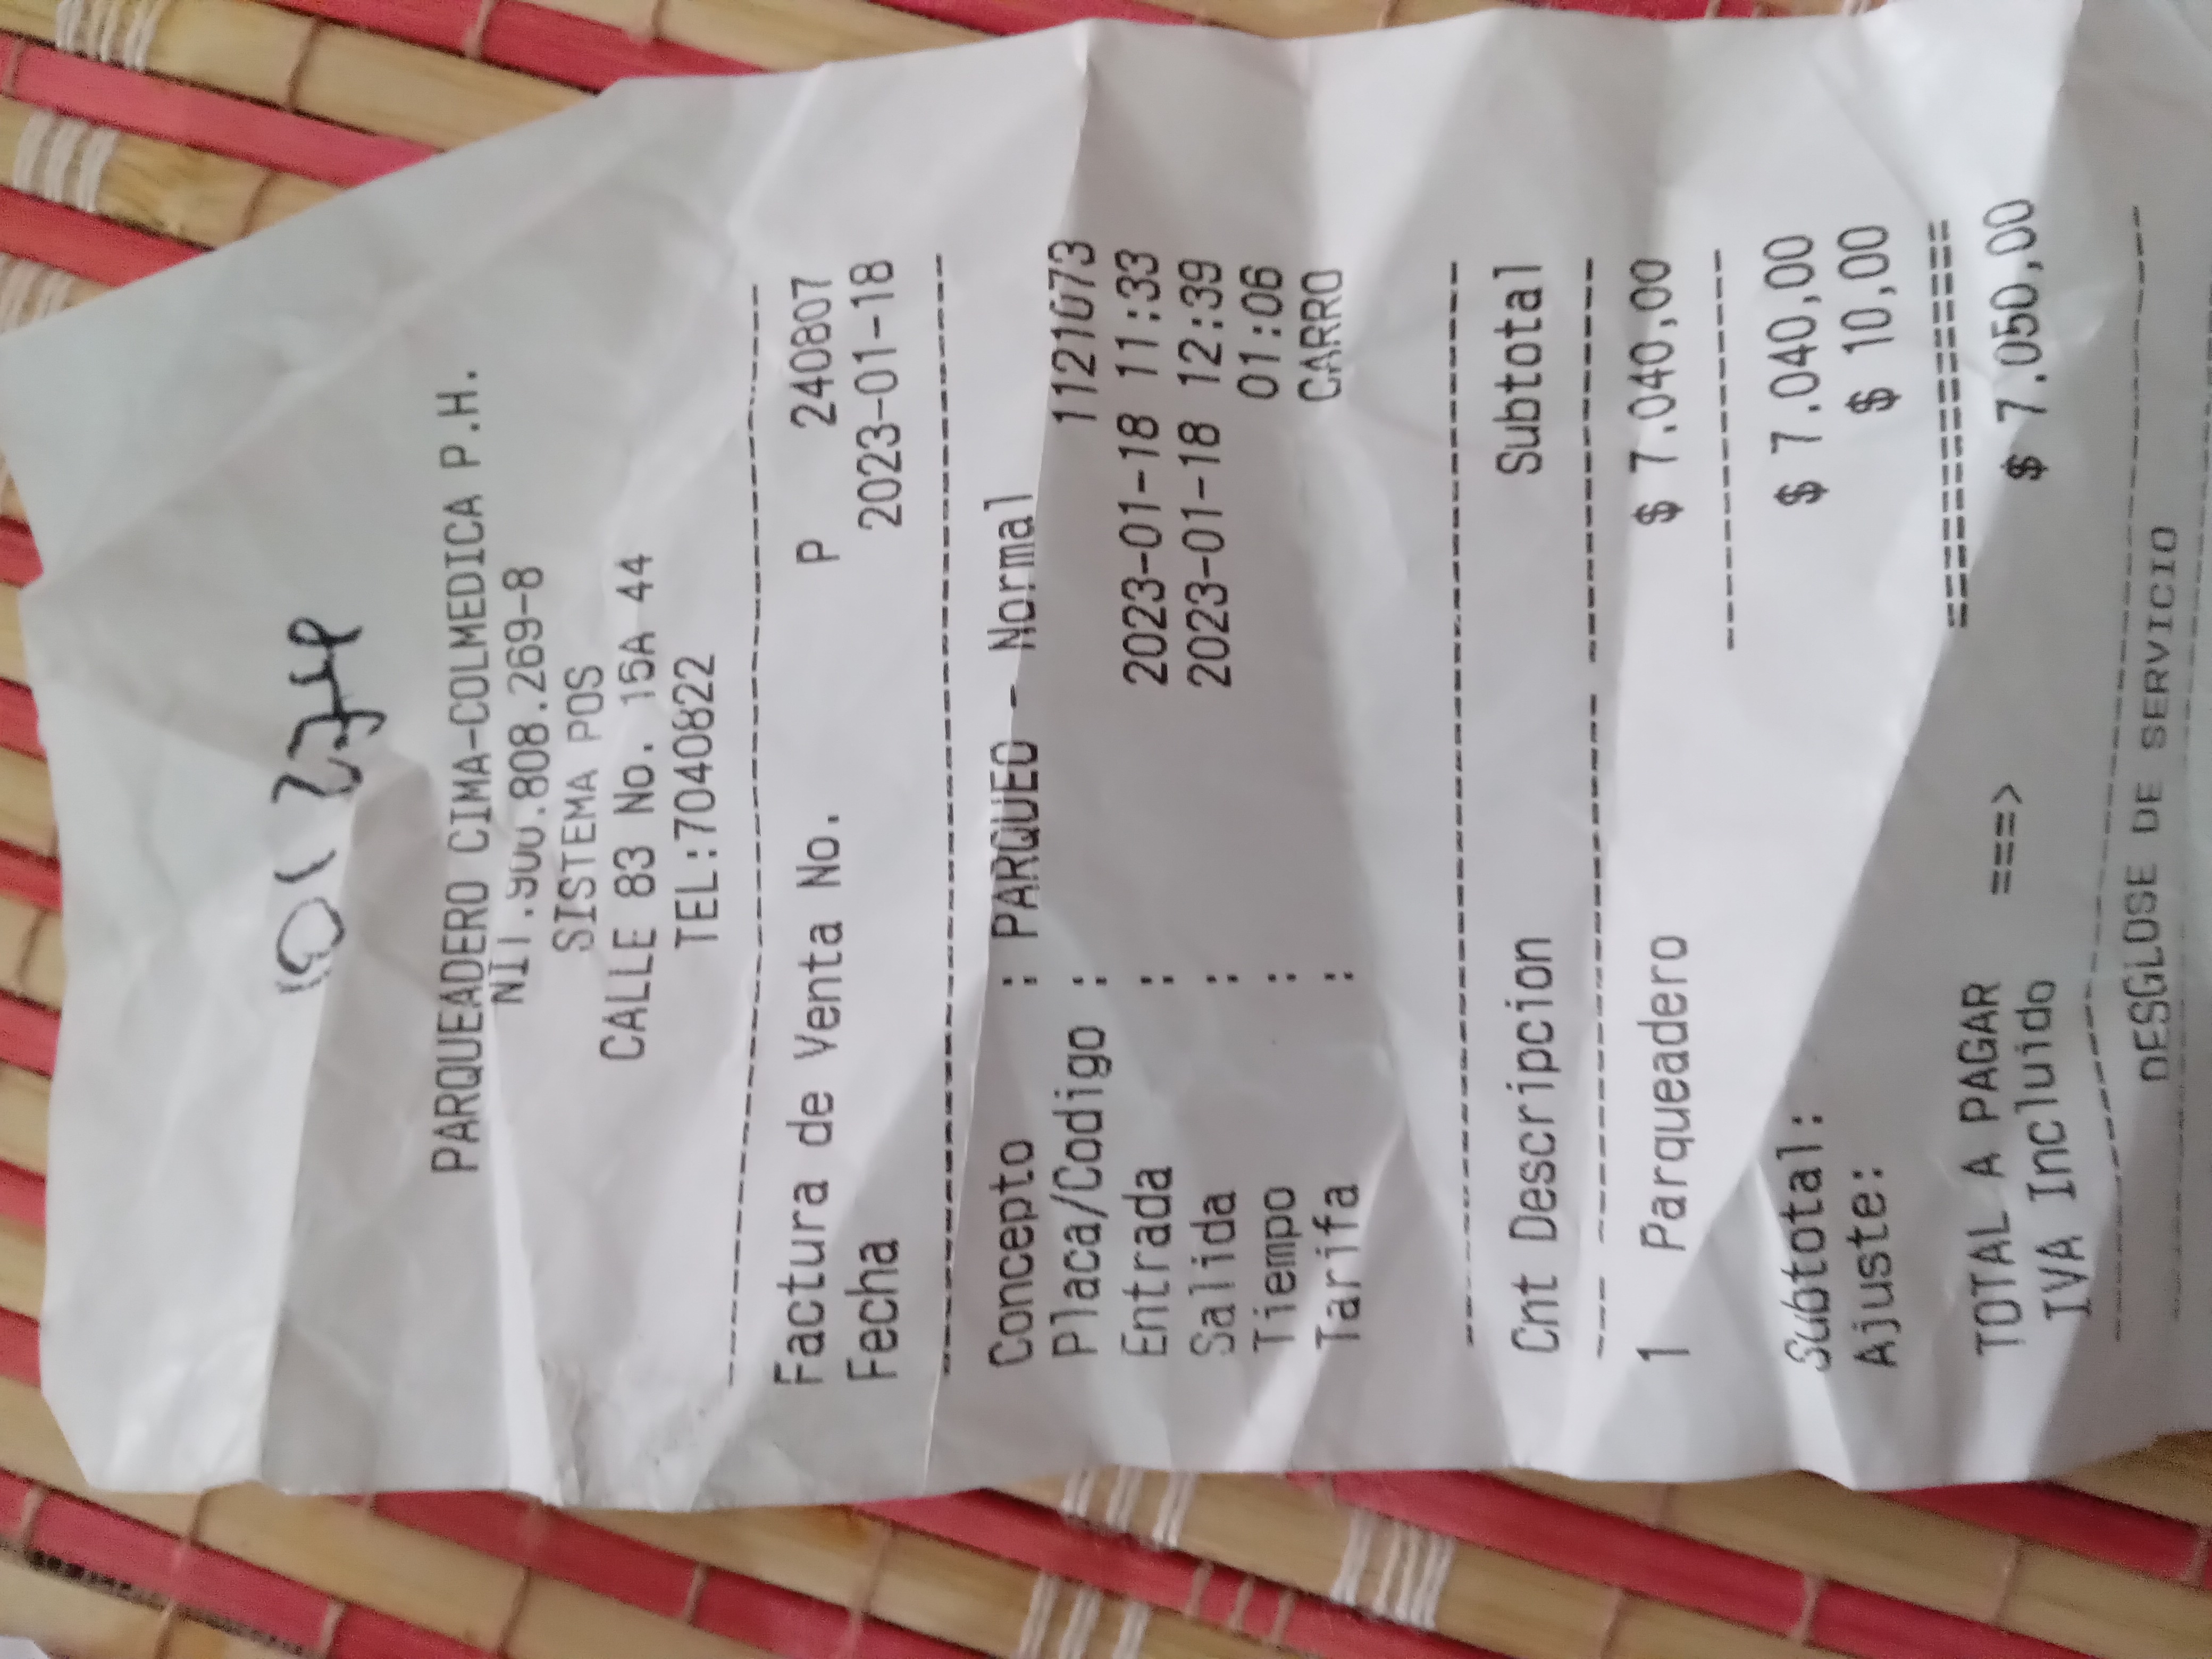 PARQUEADERO CIMA-COLMEDICA P.H.
NIT.900.808.269-8
SISTEMA POS
CALLE 83 No. 15A 44
TEL:7040822
Factura de Venta No. P 240807
Fecha 2023-01-18
Concepto : PARQUEO - Normal
Placa/Codigo : 1121073
Entrada : 2023-01-18 11:33
Salida : 2023-01-18 12:39
Tiempo : 01:06
Tarifa : CARRO
Cnt Descripcion Subtotal
1 Parqueadero $ 7.040,00
Subtotal: $ 7.040,00
Ajuste: $ 10,00
TOTAL A PAGAR ===> $ 7.050,00
IVA Incluido
DESGLOSE DE SERVICIO